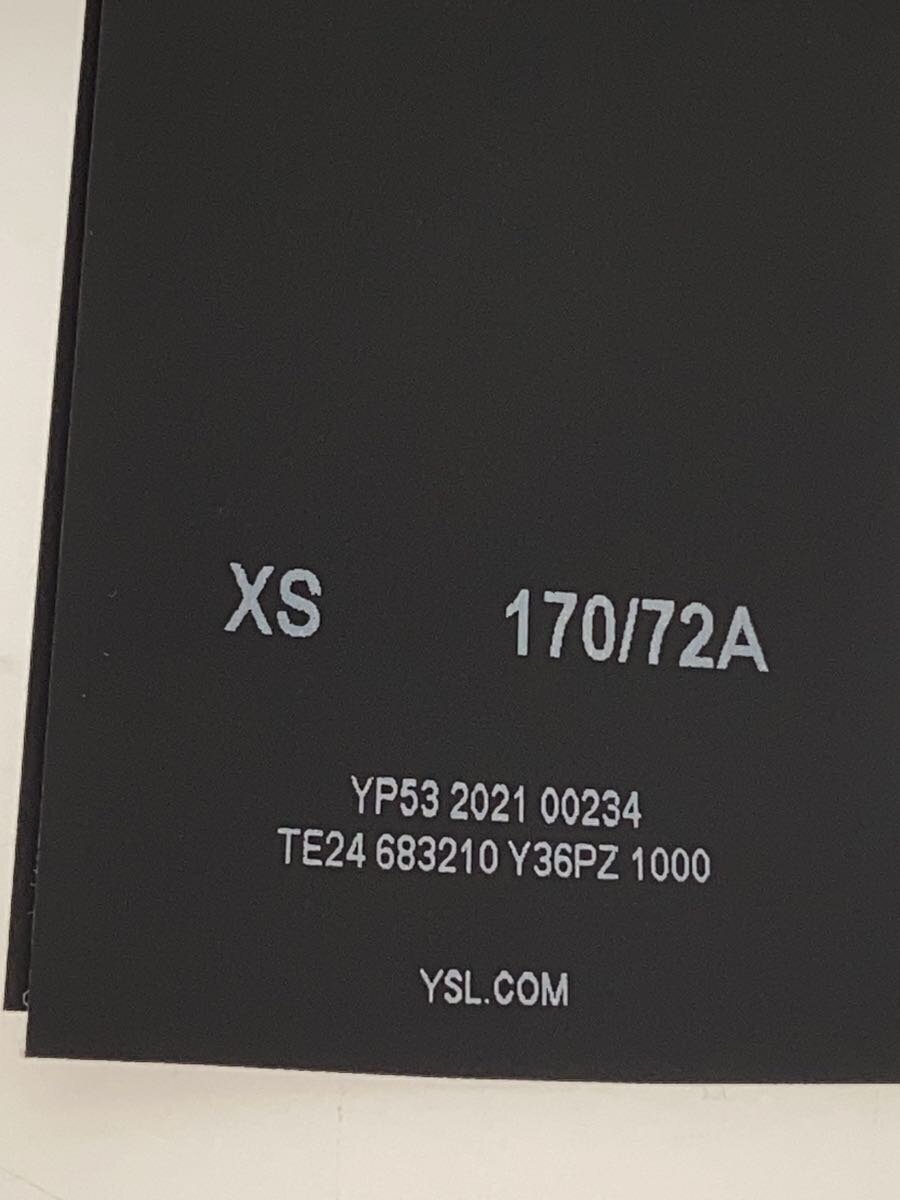 XS 170/72A
YP53 2021 00234
TE24 683210 Y36PZ 1000
YSL.COM